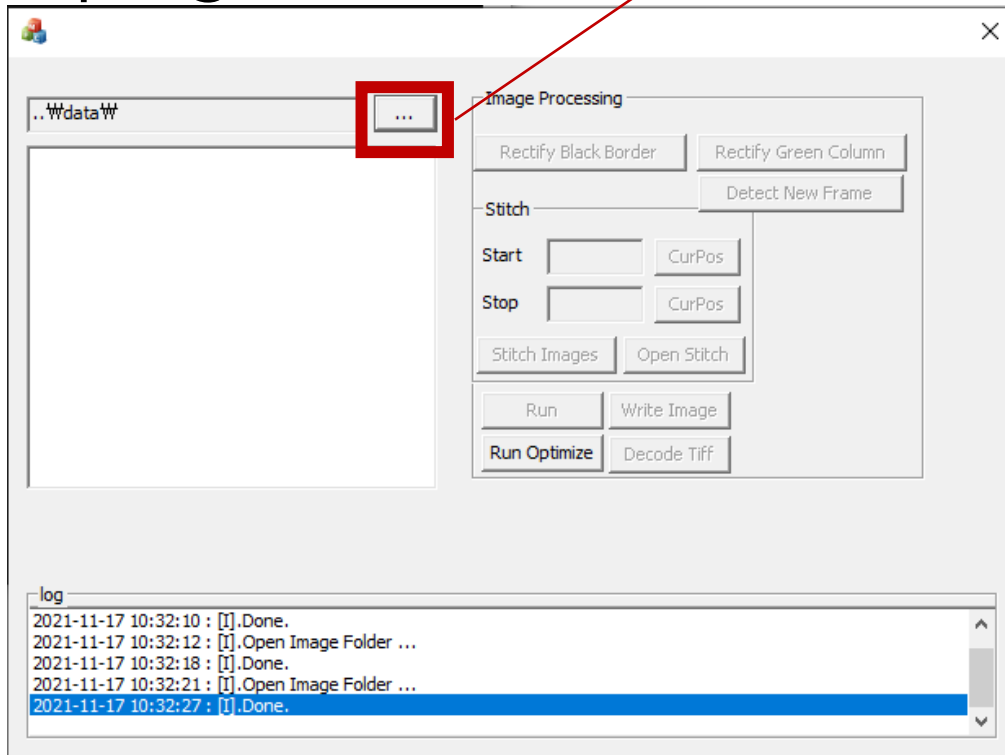 ..₩data₩
...
Image Processing
Rectify Black Border
Rectify Green Column
Detect New Frame
Stitch
Start
CurPos
Stop
CurPos
Stitch Images
Open Stitch
Run
Write Image
Run Optimize
Decode Tiff
log
2021-11-17 10:32:10 : [I].Done.
2021-11-17 10:32:12 : [I].Open Image Folder ...
2021-11-17 10:32:18 : [I].Done.
2021-11-17 10:32:21 : [I].Open Image Folder ...
2021-11-17 10:32:27 : [I].Done.